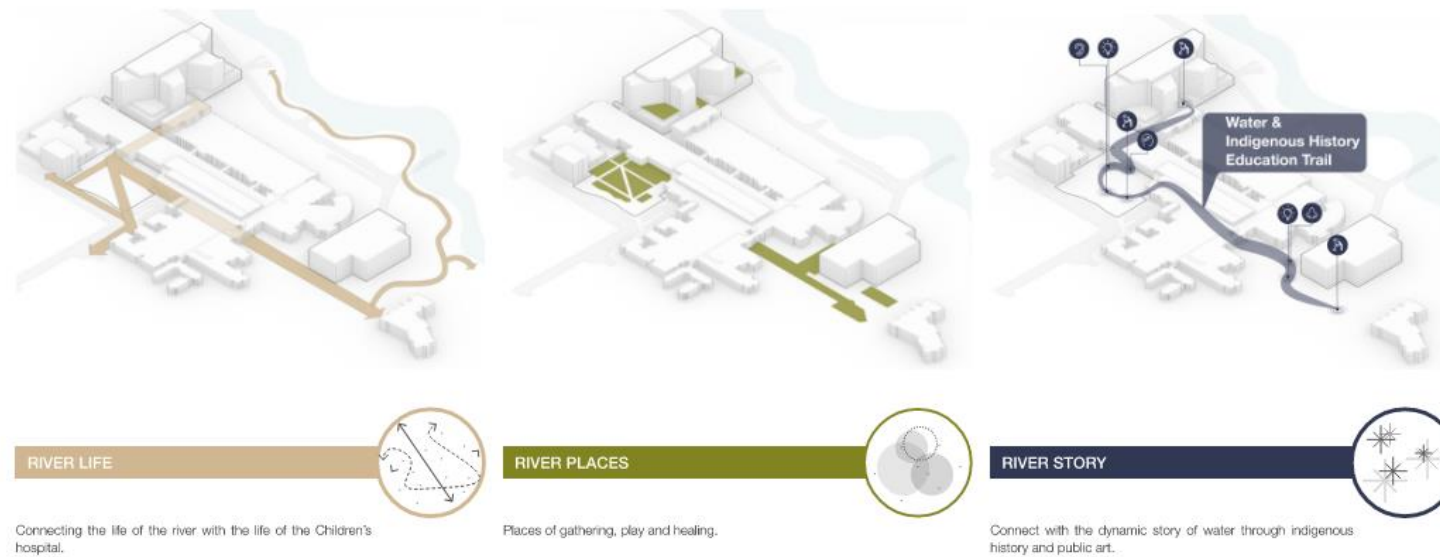 Water &
Indigenous History
Education Trail
RIVER LIFE
Connecting the life of the river with the life of the Children's
hospital.
RIVER PLACES
Places of gathering, play and healing.
RIVER STORY
Connect with the dynamic story of water through indigenous
history and public art.